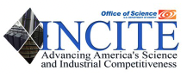 Office of Science
INCITE
Advancing America's Science
and Industrial Competitiveness